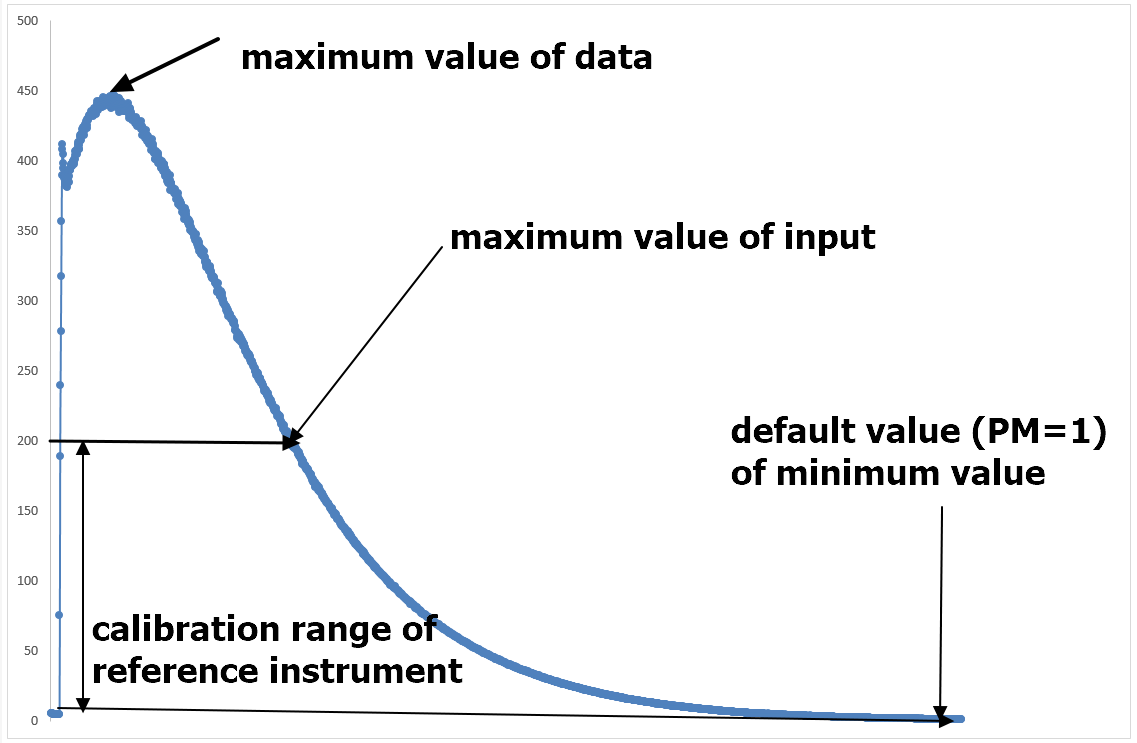 500
maximum value of data
450
400
350
maximum value of input
300
250
default value (PM=1)
of minimum value
200
150
100
calibration range of
reference instrument
50
0